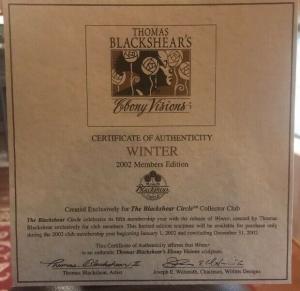 THOMAS
BLACKSHEAR'S
Ebony Visions
CERTIFICATE OF AUTHENTICITY
WINTER
2002 Members Edition
Blackshear
Created Exclusively for The Blackshear Circle™ Collector Club
The Blackshear Circle celebrates its fifth membership year with the release of Winter, created by Thomas
Blackshear exclusively for club members. This limited edition sculpture will be available for purchase only
during the 2002 club membership year beginning January 1, 2002 and concluding December 31, 2002.
This Certificate of Authenticity affirms that Winter
is an authentic Thomas Blackshear's Ebony Visions sculpture.
Thomas Blackshear, Artist
Joseph E. Walmuth, Chairman, Willitts Designs